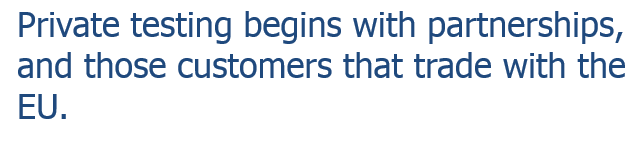 Private testing begins with partnerships,
and those customers that trade with the
EU.